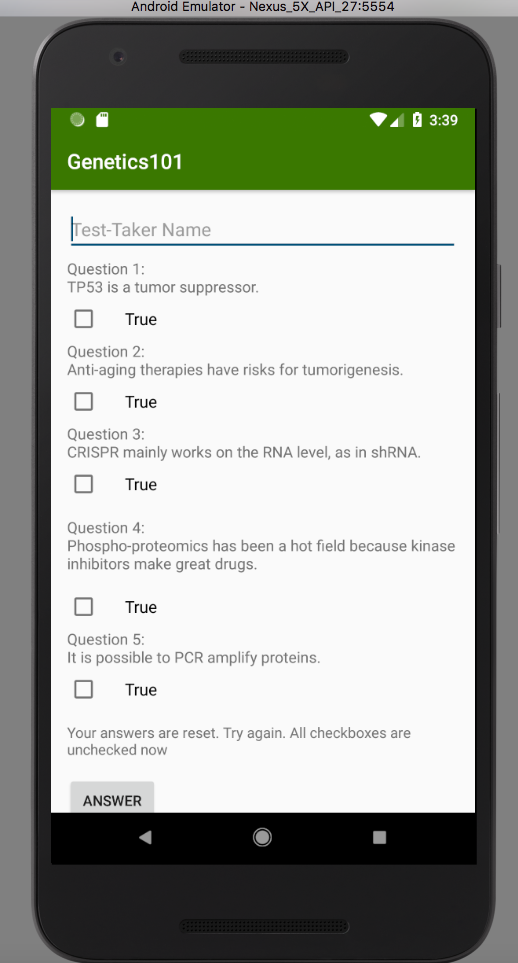 Android Emulator - Nexus_5X_API_27:5554
3:39
Genetics101
Test-Taker Name
Question 1:
TP53 is a tumor suppressor.
True
Question 2:
Anti-aging therapies have risks for tumorigenesis.
True
Question 3:
CRISPR mainly works on the RNA level, as in shRNA.
True
Question 4:
Phospho-proteomics has been a hot field because kinase
inhibitors make great drugs.
True
Question 5:
It is possible to PCR amplify proteins.
True
Your answers are reset. Try again. All checkboxes are
unchecked now
ANSWER